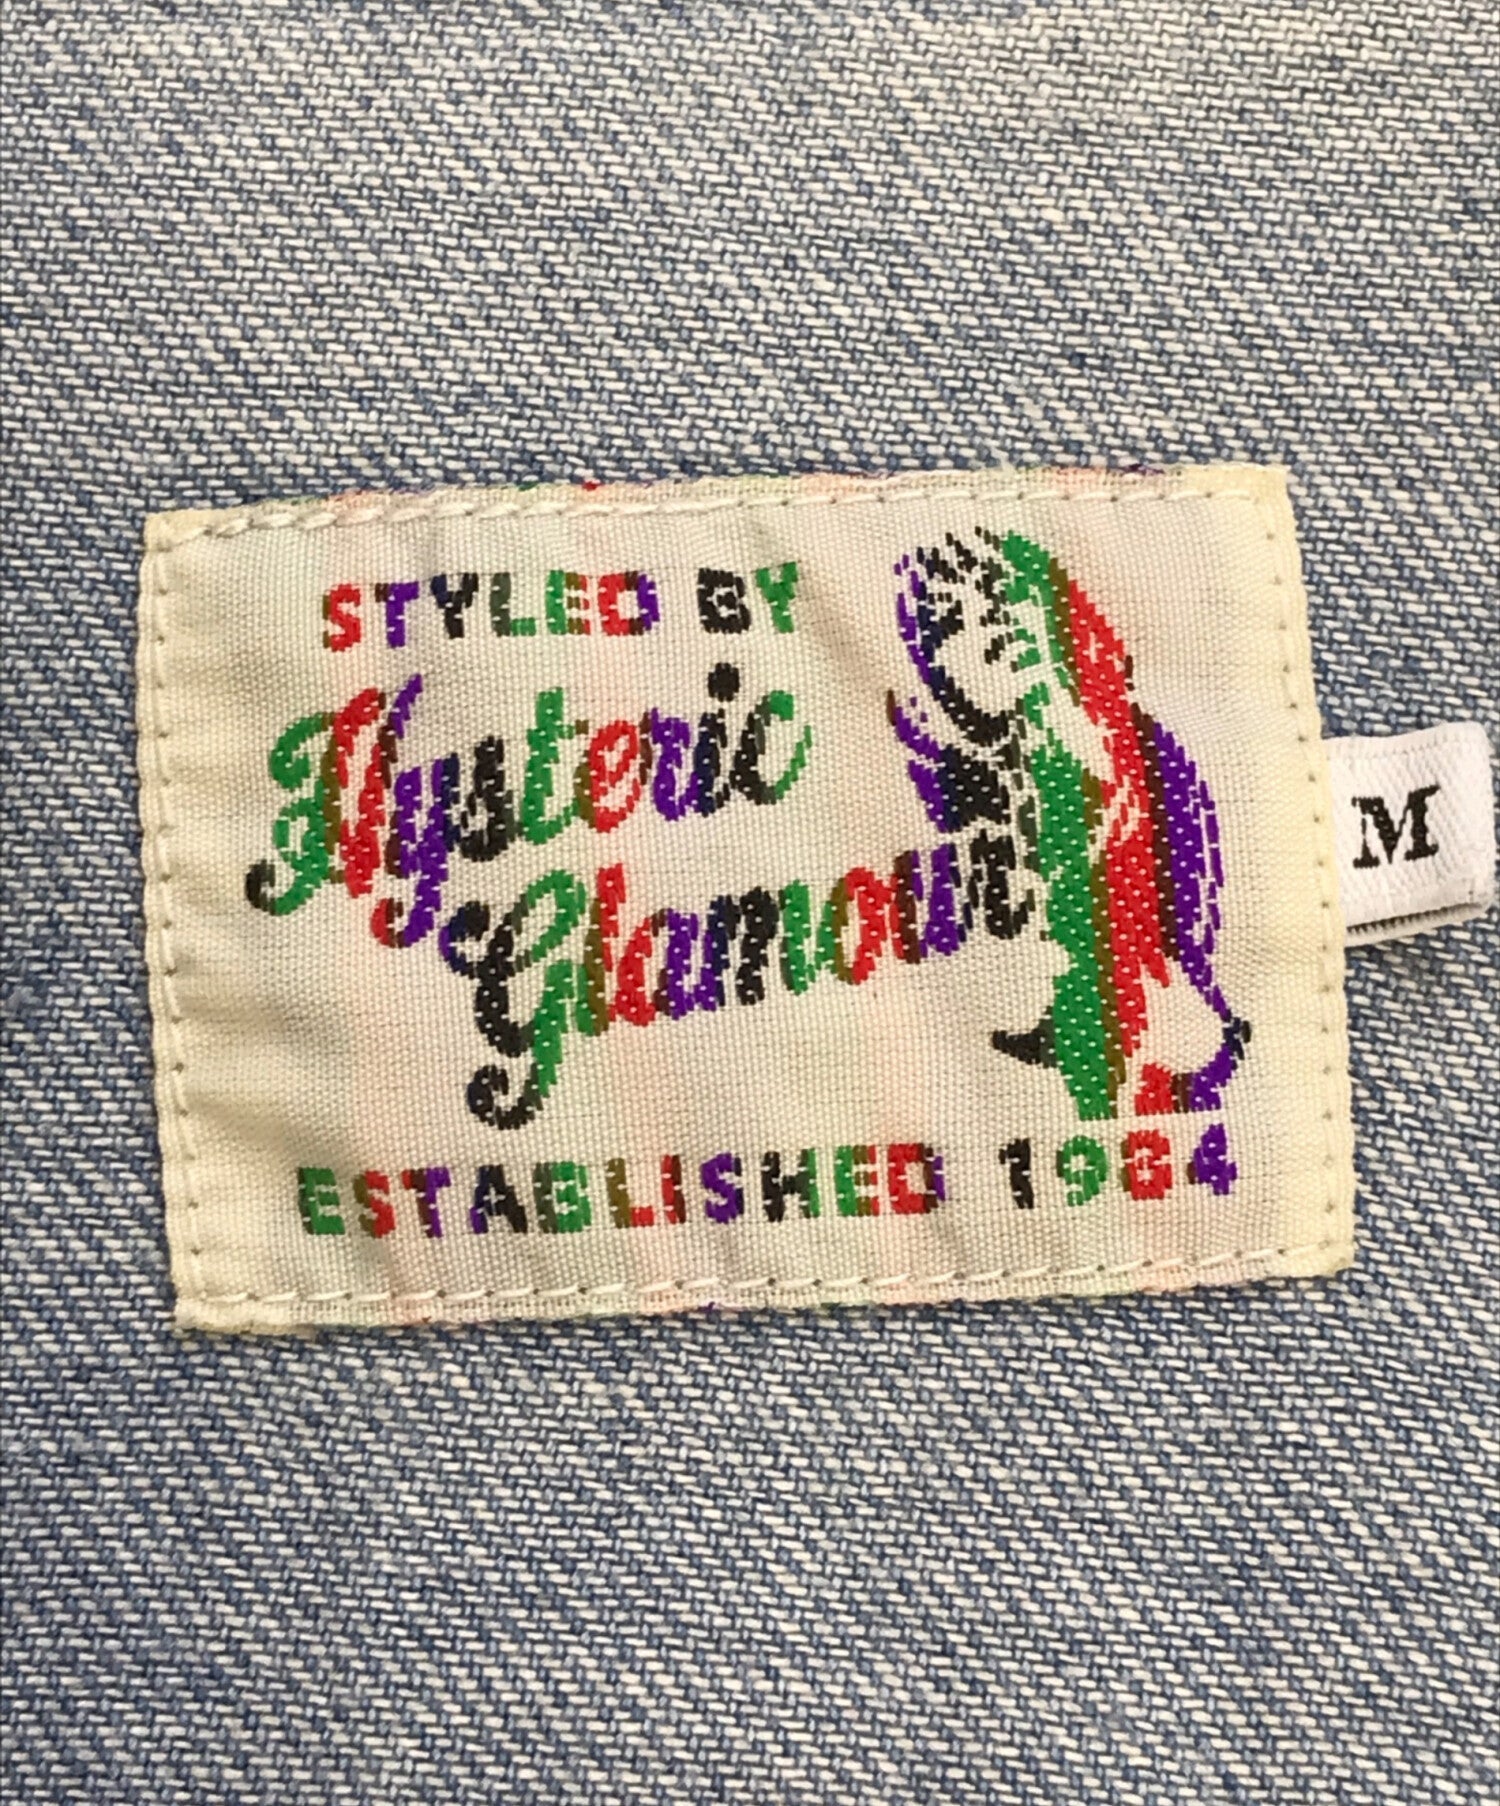 STYLED BY
Hysteric
Glamour
ESTABLISHED 1984
M